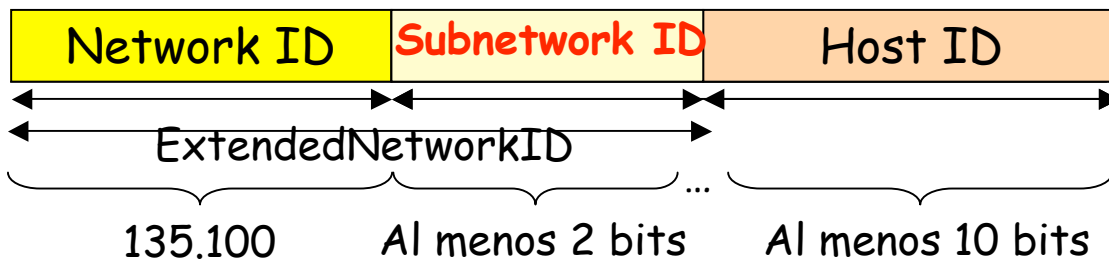 Network ID Subnetwork ID Host ID
ExtendedNetworkID
...
135.100 Al menos 2 bits Al menos 10 bits